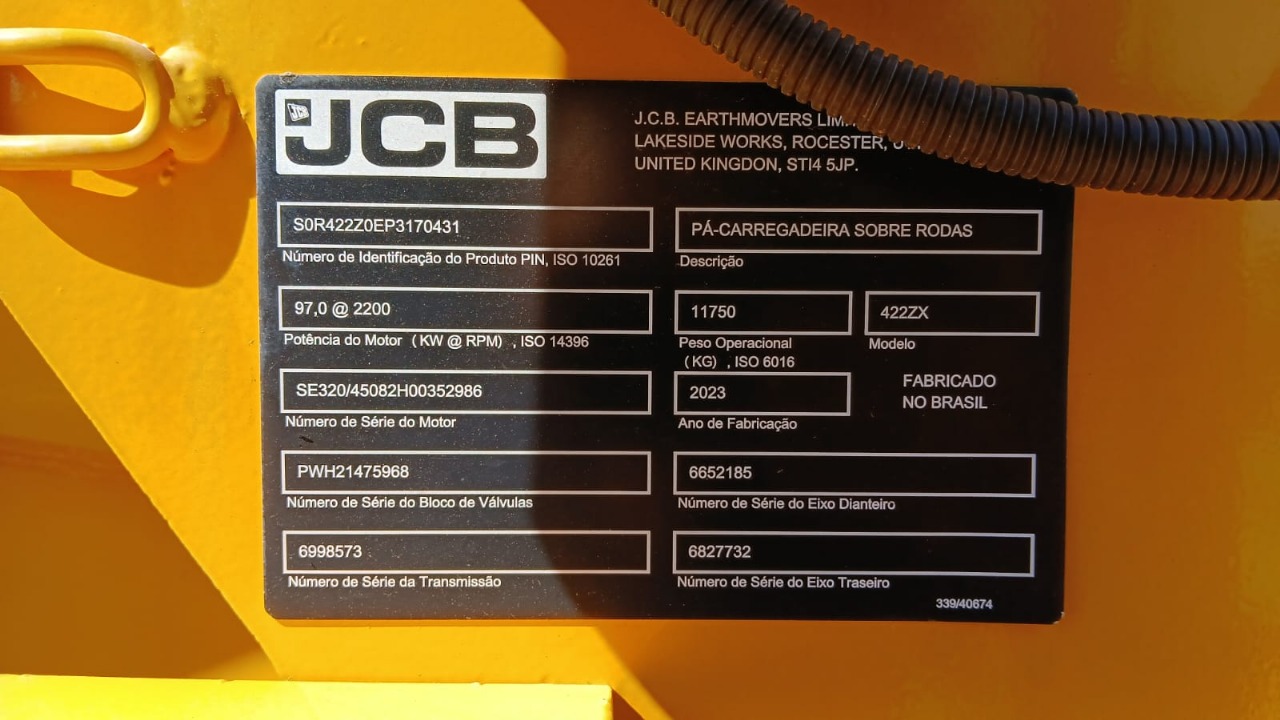 JCB
J.C.B. EARTHMOVERS
LAKESIDE WORKS, ROCESTER,
UNITED KINGDON, STI4 5JP.
S0R422Z0EP3170431
Número de Identificação do Produto PIN, ISO 10261
PÁ-CARREGADEIRA SOBRE RODAS
Descrição
97,0 @ 2200
Potência do Motor (KW @ RPM) , ISO 14396
11750
Peso Operacional
(KG) , ISO 6016
422ZX
Modelo
SE320/45082H00352986
Número de Série do Motor
2023
Ano de Fabricação
FABRICADO
NO BRASIL
PWH21475968
Número de Série do Bloco de Válvulas
6652185
Número de Série do Eixo Dianteiro
6998573
Número de Série da Transmissão
6827732
Número de Série do Eixo Traseiro
339/40674